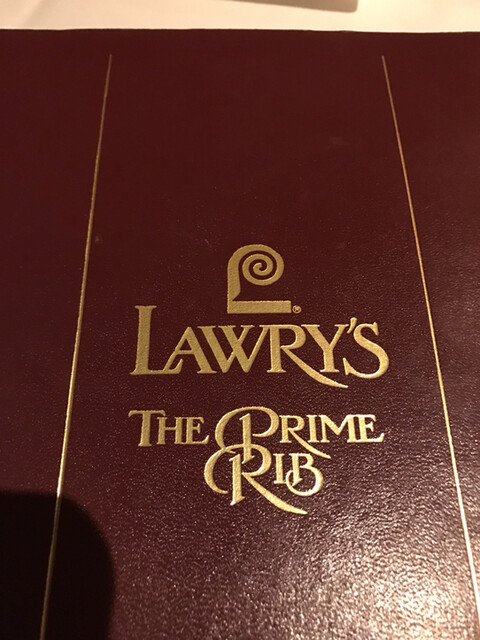 ®
LAWRY'S
THE PRIME
RIB